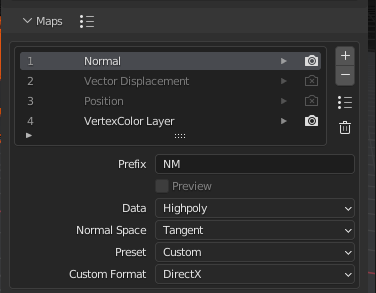 Maps
1 Normal
2 Vector Displacement
3 Position
4 VertexColor Layer
Prefix NM
Preview
Data Highpoly
Normal Space Tangent
Preset Custom
Custom Format DirectX